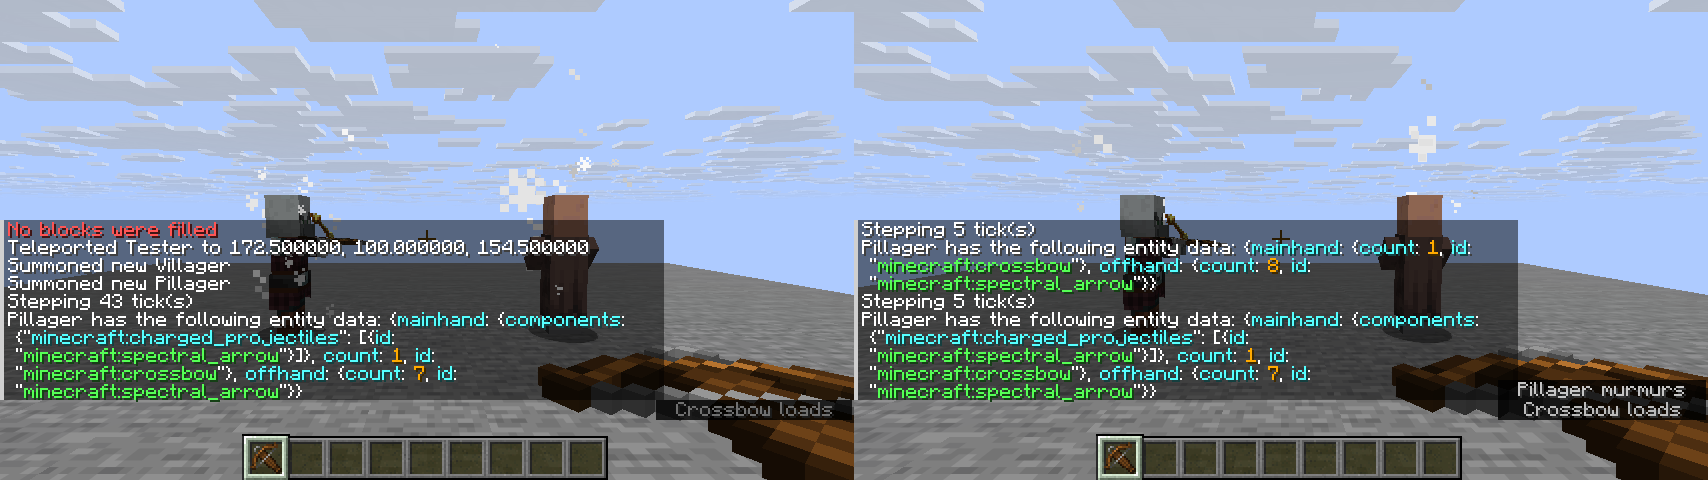 No blocks were filled
Teleported Tester to 172.500000, 100.000000, 154.500000
Summoned new Villager
Summoned new Pillager
Stepping 43 tick(s)
Pillager has the following entity data: {mainhand: {components:
{"minecraft:charged_projectiles": [{id:
"minecraft:spectral_arrow"}]}, count: 1, id:
"minecraft:crossbow"}, offhand: {count: 7, id:
"minecraft:spectral_arrow"}}
Crossbow loads
Stepping 5 tick(s)
Pillager has the following entity data: {mainhand: {count: 1, id:
"minecraft:crossbow"}, offhand: {count: 8, id:
"minecraft:spectral_arrow"}}
Stepping 5 tick(s)
Pillager has the following entity data: {mainhand: {components:
{"minecraft:charged_projectiles": [{id:
"minecraft:spectral_arrow"}]}, count: 1, id:
"minecraft:crossbow"}, offhand: {count: 7, id:
"minecraft:spectral_arrow"}}
Pillager murmurs
Crossbow loads